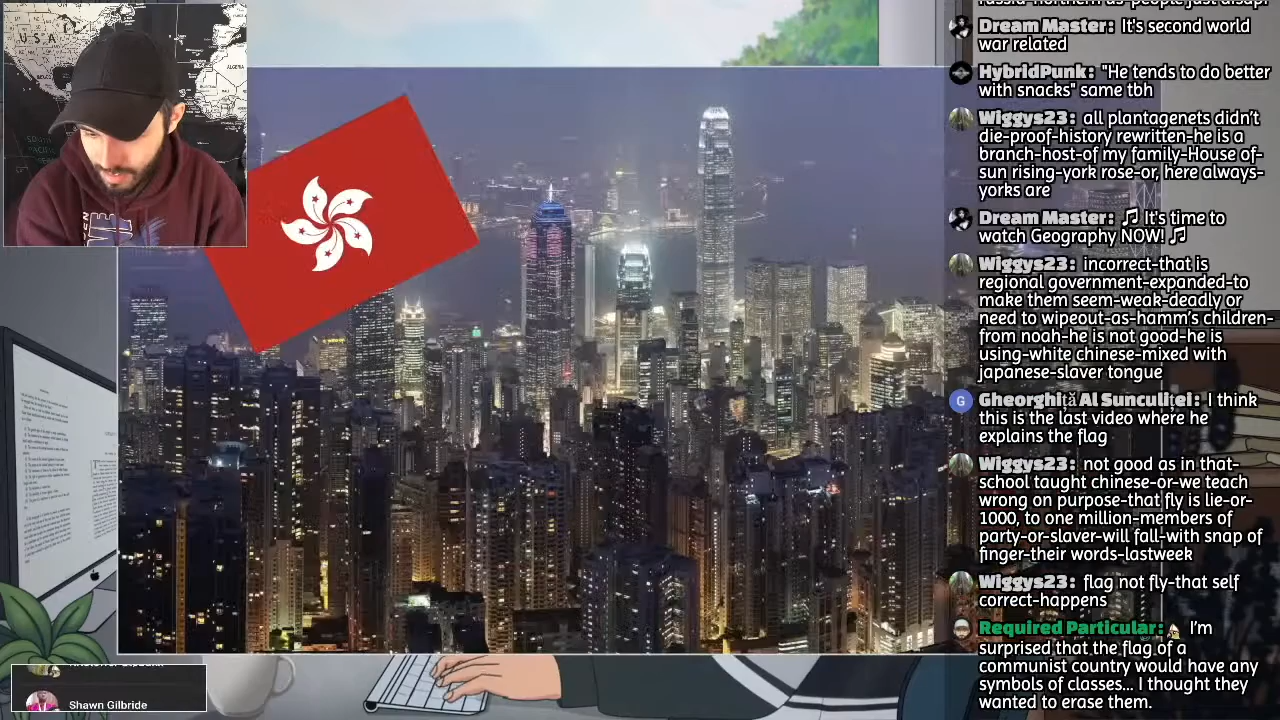 USA
ALGERIA
Dream Master: It's second world
war related
HybridPunk: "He tends to do better
with snacks" same tbh
Wiggys23: all plantagenets didn't
die-proof-history rewritten-he is a
branch-host-of my family-House of-
sun rising-york rose-or, here always-
yorks are
Dream Master: 🎵 It's time to
watch Geography NOW! 🎵
Wiggys23: incorrect-that is
regional government-expanded-to
make them seem-weak-deadly or
need to wipeout-as-hamm's children-
from noah-he is not good-he is
using-white chinese-mixed with
japanese-slaver tongue
Gheorghiță Al Sunculiței: I think
this is the last video where he
explains the flag
Wiggys23: not good as in that-
school taught chinese-or-we teach
wrong on purpose-that fly is lie-or-
1000, to one million-members of
party-or-slaver-will fall-with snap of
finger-their words-lastweek
Wiggys23: flag not fly-that self
correct-happens
Required Particular: I'm
surprised that the flag of a
communist country would have any
symbols of classes... I thought they
wanted to erase them.
Shawn Gilbride